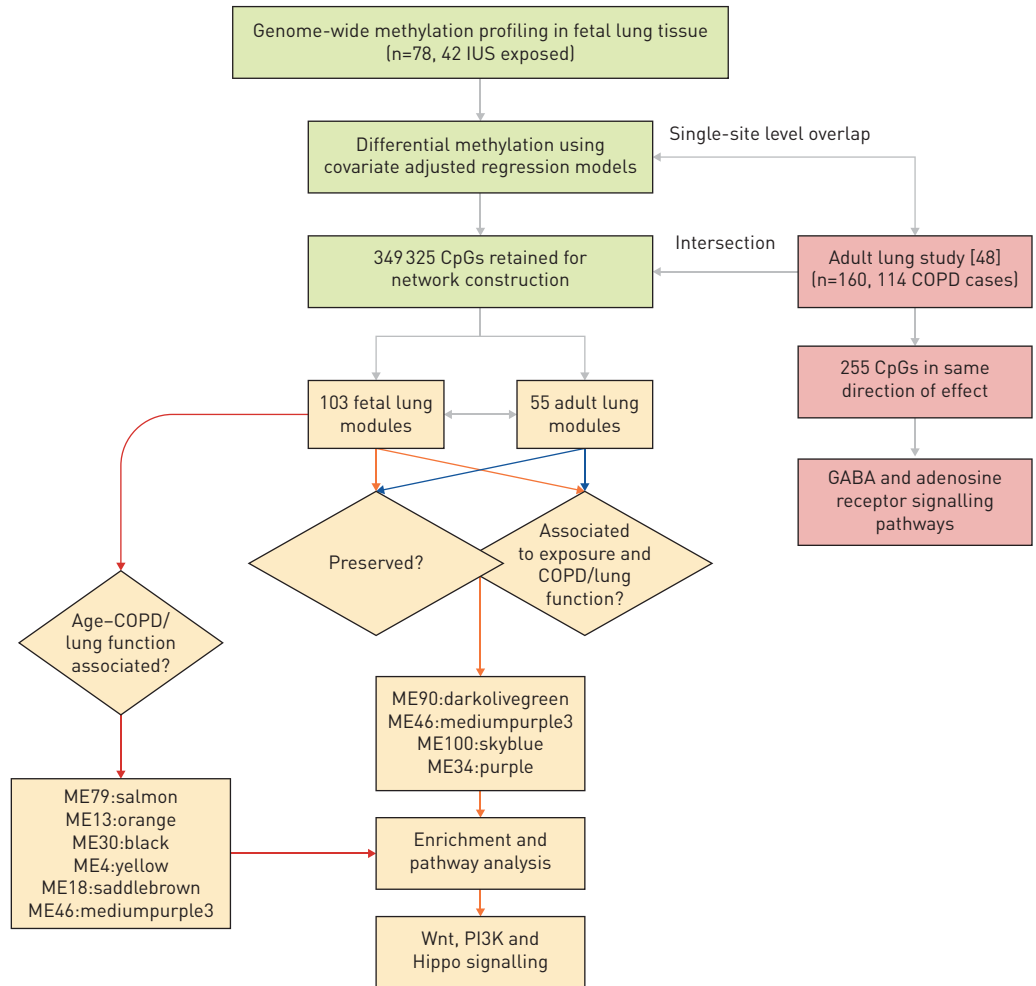 Genome-wide methylation profiling in fetal lung tissue
(n=78, 42 IUS exposed)
Differential methylation using
covariate adjusted regression models
Single-site level overlap
349 325 CpGs retained for
network construction
Intersection
Adult lung study [48]
(n=160, 114 COPD cases)
255 CpGs in same
direction of effect
GABA and adenosine
receptor signalling
pathways
103 fetal lung
modules
55 adult lung
modules
Preserved?
Associated
to exposure and
COPD/lung
function?
Age–COPD/
lung function
associated?
ME90:darkolivegreen
ME46:mediumpurple3
ME100:skyblue
ME34:purple
ME79:salmon
ME13:orange
ME30:black
ME4:yellow
ME18:saddlebrown
ME46:mediumpurple3
Enrichment and
pathway analysis
Wnt, PI3K and
Hippo signalling